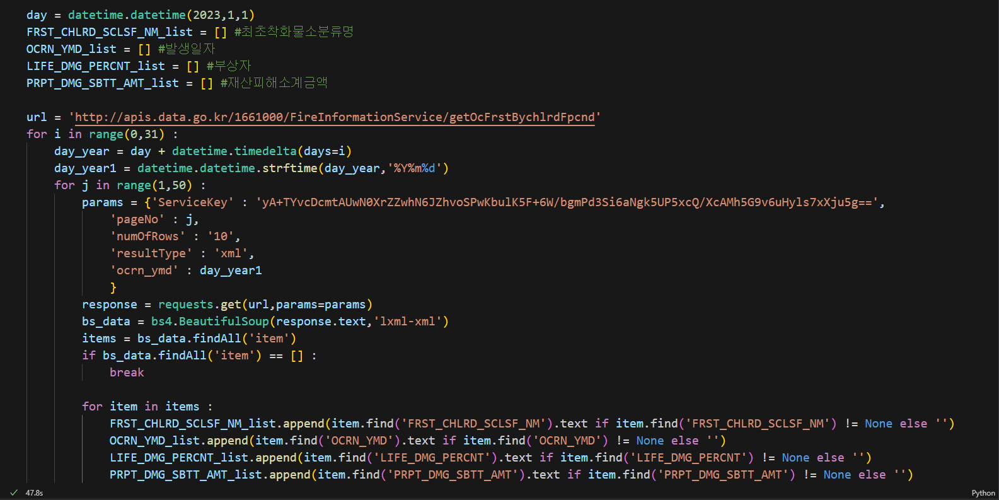 day = datetime.datetime(2023,1,1)
FRST_CHLRD_SCLSF_NM_list = [] #최초착화물소분류명
OCRN_YMD_list = [] #발생일자
LIFE_DMG_PERCNT_list = [] #부상자
PRPT_DMG_SBTT_AMT_list = [] #재산피해소계금액
url = 'http://apis.data.go.kr/1661000/FireInformationService/getOcFrstBychlrdFpcnd'
for i in range(0,31) :
day_year = day + datetime.timedelta(days=i)
day_year1 = datetime.datetime.strftime(day_year,'%Y%m%d')
for j in range(1,50) :
params = {'ServiceKey' : 'yA+TYvcDcmtAUwN0XrZZwhN6JZhvoSPwKbulK5F+6W/bgmPd3Si6aNgk5UP5xcQ/XcAMh5G9v6uHyls7xXju5g==',
'pageNo' : j,
'numOfRows' : '10',
'resultType' : 'xml',
'ocrn_ymd' : day_year1
}
response = requests.get(url,params=params)
bs_data = bs4.BeautifulSoup(response.text,'lxml-xml')
items = bs_data.findAll('item')
if bs_data.findAll('item') == [] :
break
for item in items :
FRST_CHLRD_SCLSF_NM_list.append(item.find('FRST_CHLRD_SCLSF_NM').text if item.find('FRST_CHLRD_SCLSF_NM') != None else '')
OCRN_YMD_list.append(item.find('OCRN_YMD').text if item.find('OCRN_YMD') != None else '')
LIFE_DMG_PERCNT_list.append(item.find('LIFE_DMG_PERCNT').text if item.find('LIFE_DMG_PERCNT') != None else '')
PRPT_DMG_SBTT_AMT_list.append(item.find('PRPT_DMG_SBTT_AMT').text if item.find('PRPT_DMG_SBTT_AMT') != None else '')
47.8s
Python